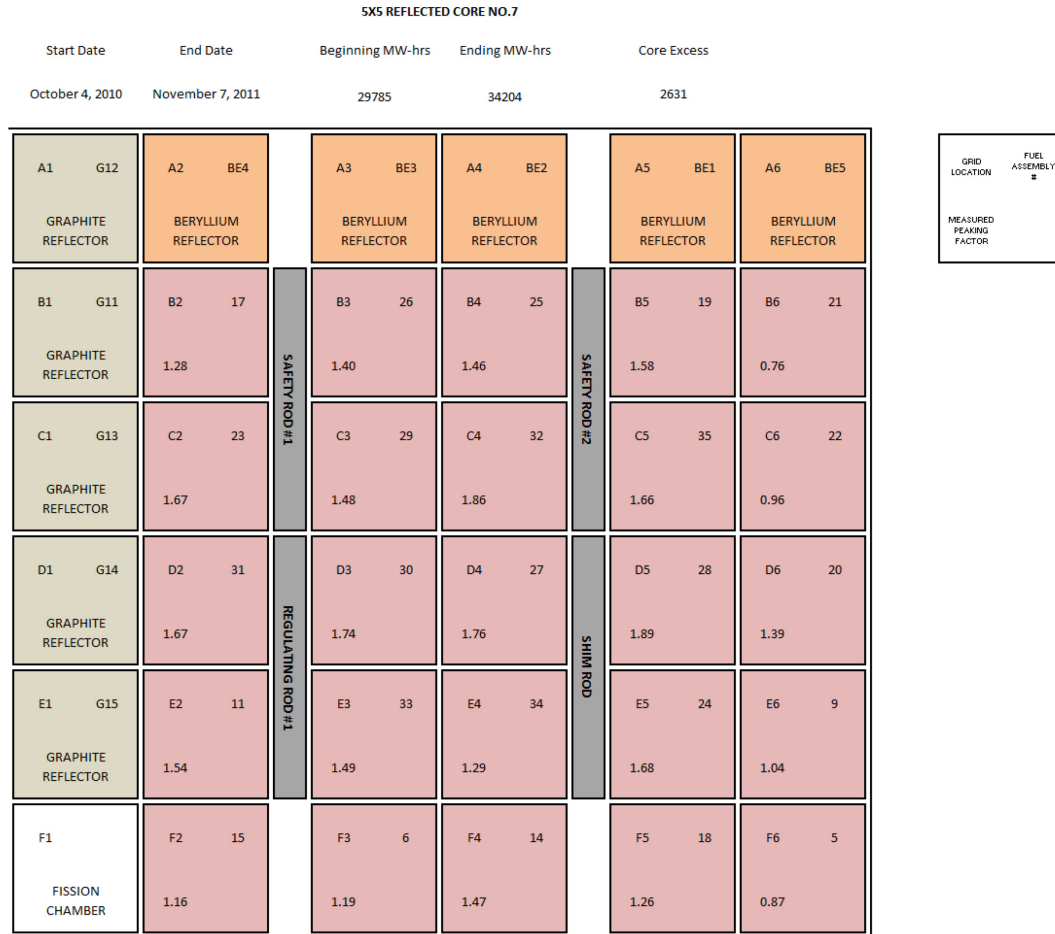 5X5 REFLECTED CORE NO.7
Start Date End Date Beginning MW-hrs Ending MW-hrs Core Excess
October 4, 2010 November 7, 2011 29785 34204 2631
A1 G12 A2 BE4 A3 BE3 A4 BE2 A5 BE1 A6 BE5
GRAPHITE BERYLLIUM BERYLLIUM BERYLLIUM BERYLLIUM BERYLLIUM
REFLECTOR REFLECTOR REFLECTOR REFLECTOR REFLECTOR REFLECTOR
GRID FUEL
LOCATION ASSEMBLY
#
MEASURED
PEAKING
FACTOR
B1 G11 B2 17 B3 26 B4 25 B5 19 B6 21
GRAPHITE
REFLECTOR 1.28 1.40 1.46 1.58 0.76
SAFETY ROD #1
SAFETY ROD #2
C1 G13 C2 23 C3 29 C4 32 C5 35 C6 22
GRAPHITE
REFLECTOR 1.67 1.48 1.86 1.66 0.96
D1 G14 D2 31 D3 30 D4 27 D5 28 D6 20
GRAPHITE
REFLECTOR 1.67 1.74 1.76 1.89 1.39
REGULATING ROD #1
SHIM ROD
E1 G15 E2 11 E3 33 E4 34 E5 24 E6 9
GRAPHITE
REFLECTOR 1.54 1.49 1.29 1.68 1.04
F1 F2 15 F3 6 F4 14 F5 18 F6 5
FISSION
CHAMBER 1.16 1.19 1.47 1.26 0.87